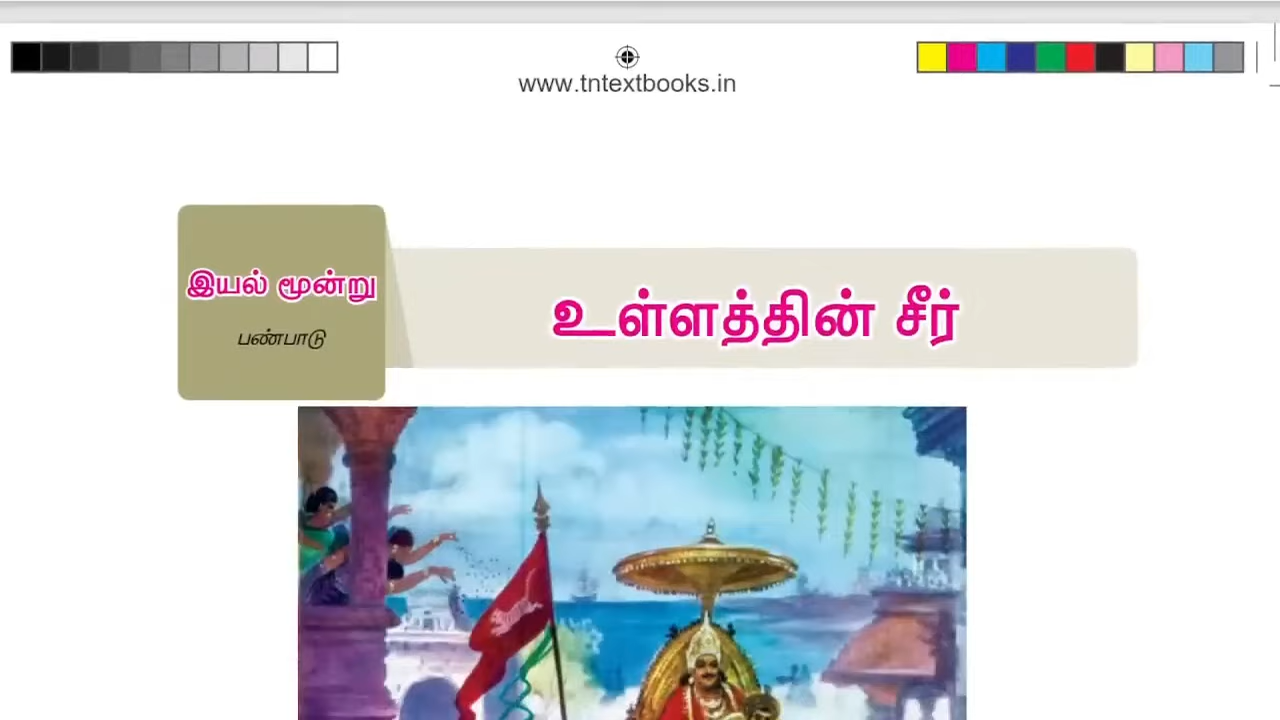 www.tntextbooks.in
இயல் மூன்று
பண்பாடு
உள்ளத்தின் சீர்